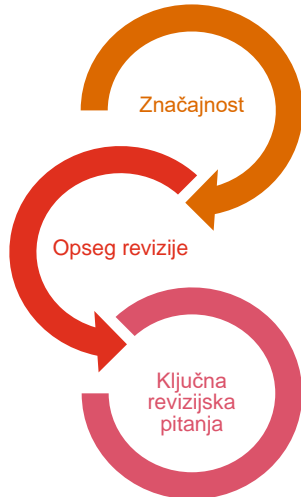 Značajnost
Opseg revizije
Ključna
revizijska
pitanja